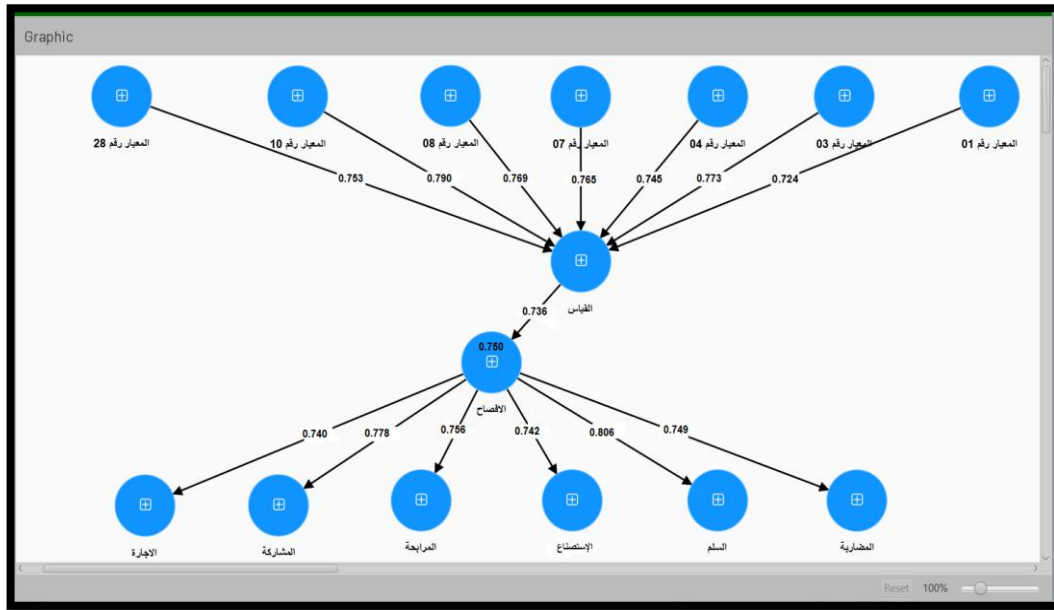 Graphic
المعيار رقم 28
المعيار رقم 10
المعيار رقم 08
المعيار رقم 07
المعيار رقم 04
المعيار رقم 03
المعيار رقم 01
0.753
0.790
0.769
0.765
0.745
0.773
0.724
القياس
0.736
0.750
الافصاح
0.740
0.778
0.756
0.742
0.806
0.749
الاجارة
المشاركة
المرابحة
الإستصناع
السلم
المضاربة
Reset 100%